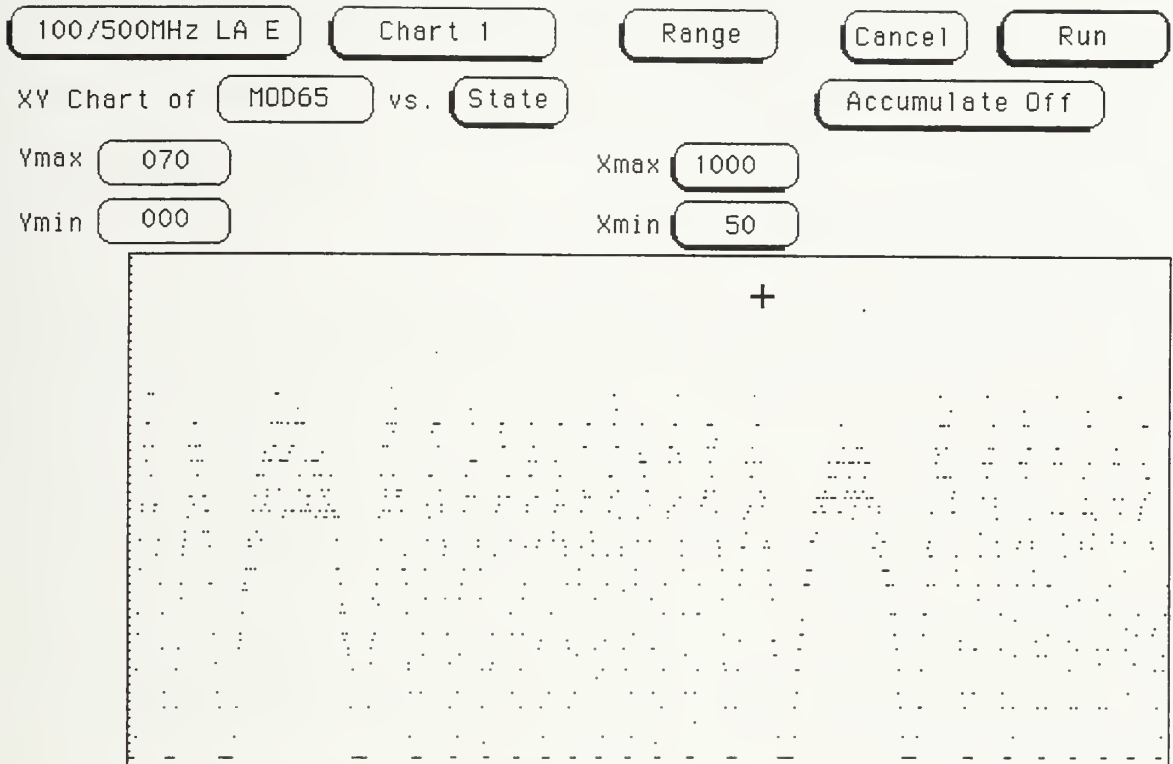 100/500MHz LA E Chart 1 Range Cancel Run
XY Chart of MOD65 vs. State Accumulate Off
Ymax 070 Xmax 1000
Ymin 000 Xmin 50